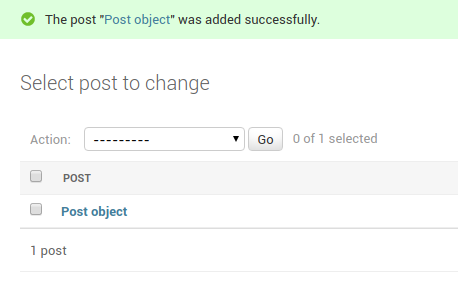 The post "Post object" was added successfully.
Select post to change
Action: --------- Go 0 of 1 selected
POST
Post object
1 post